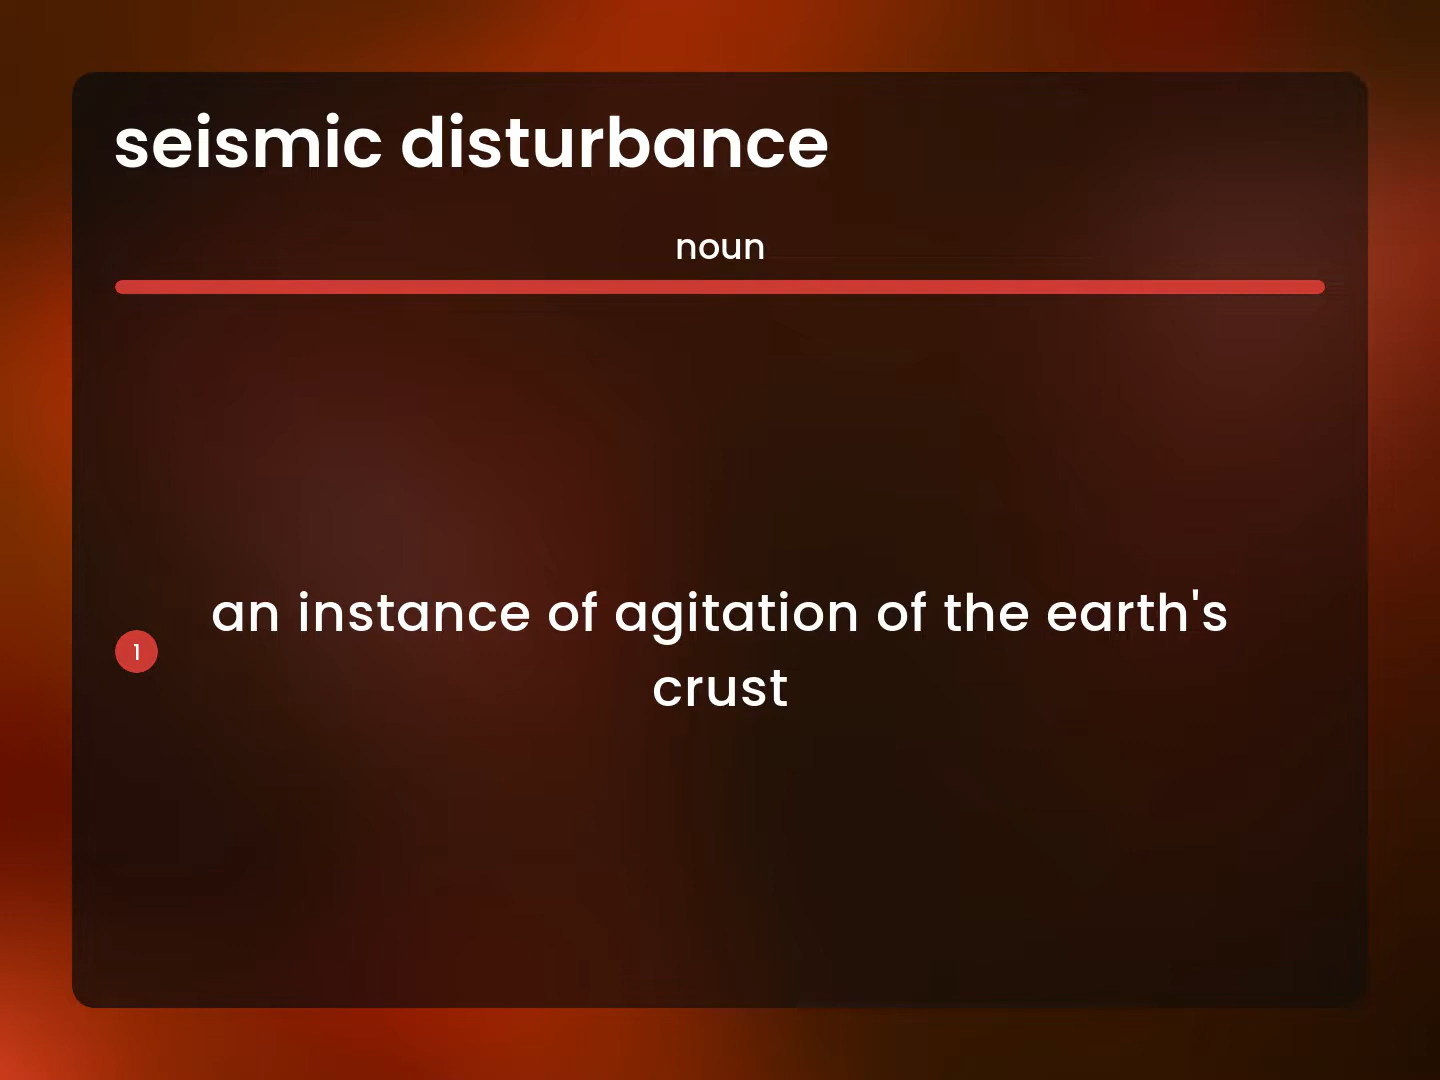 seismic disturbance
noun
1
an instance of agitation of the earth's
crust